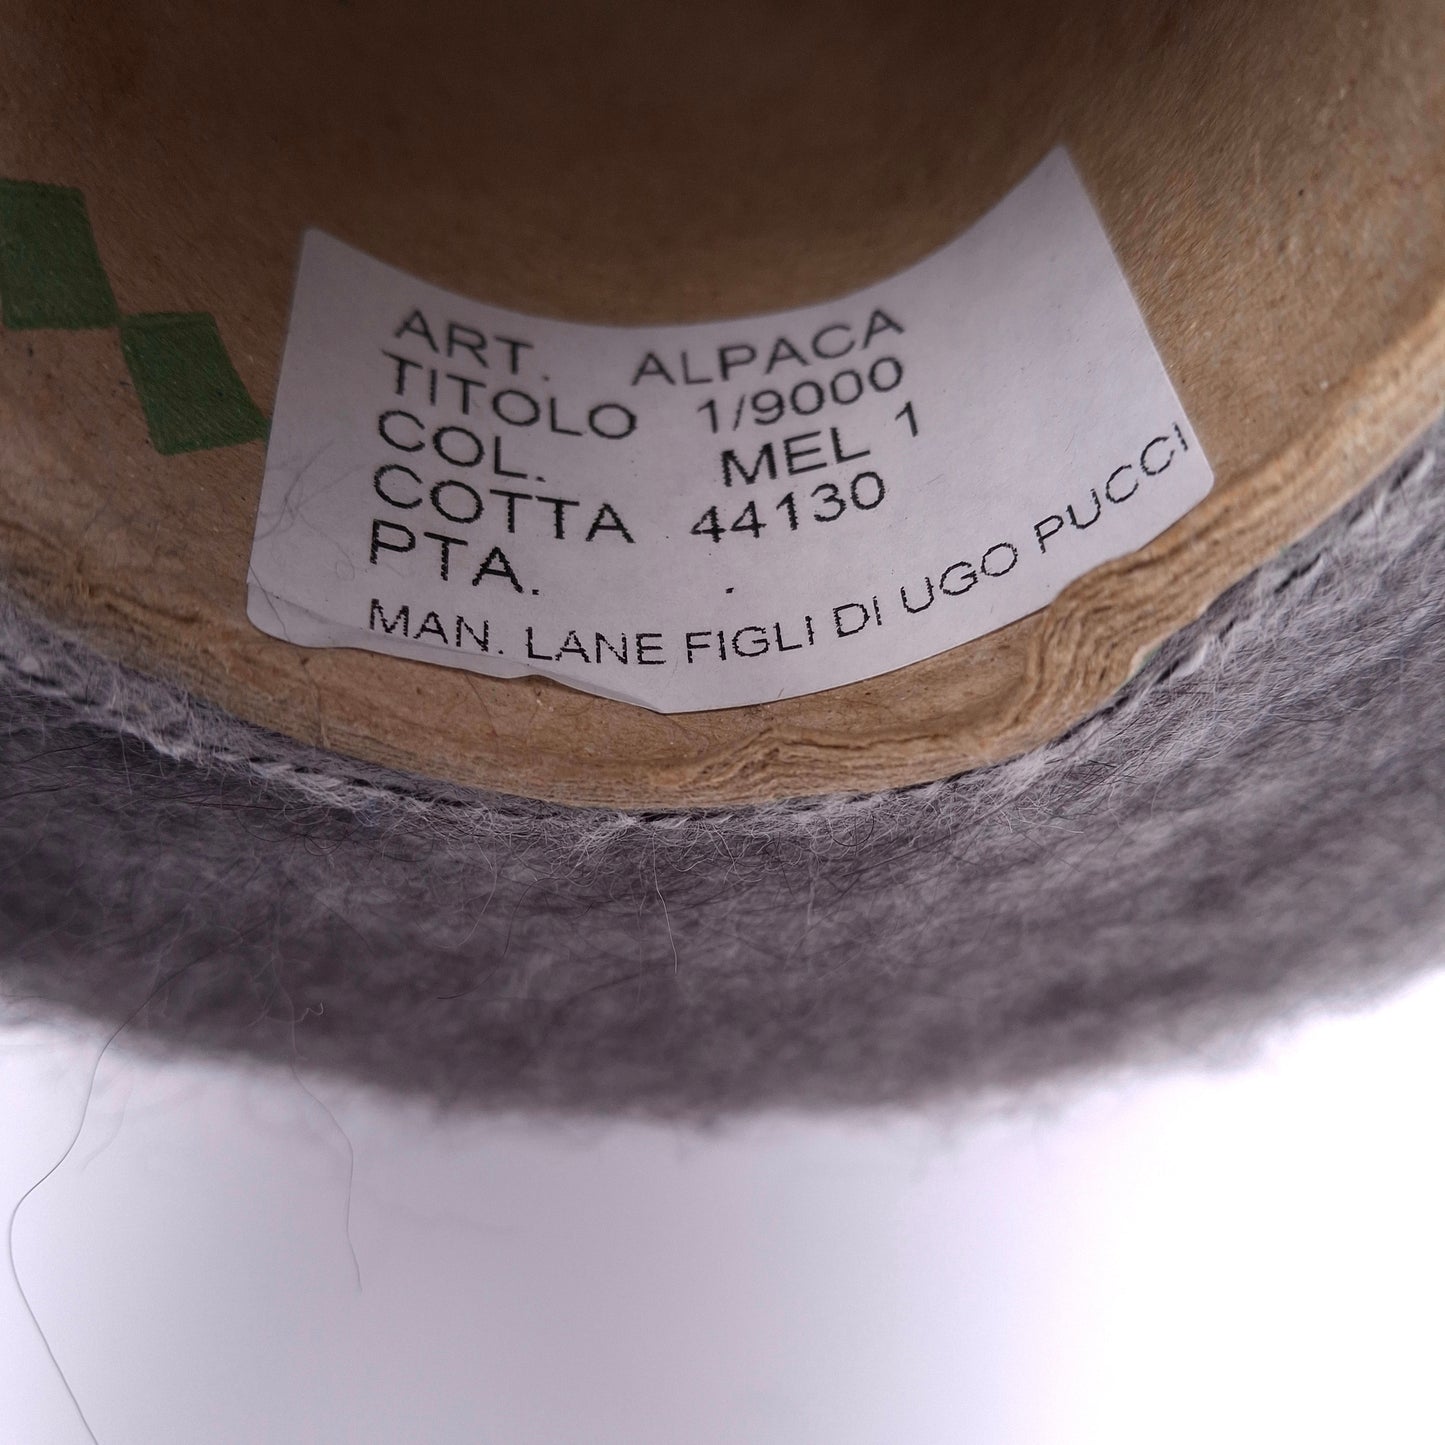 ART. ALPACA
TITOLO 1/9000
COL. MEL 1
COTTA 44130
PTA. .
MAN. LANE FIGLI DI UGO PUCCI